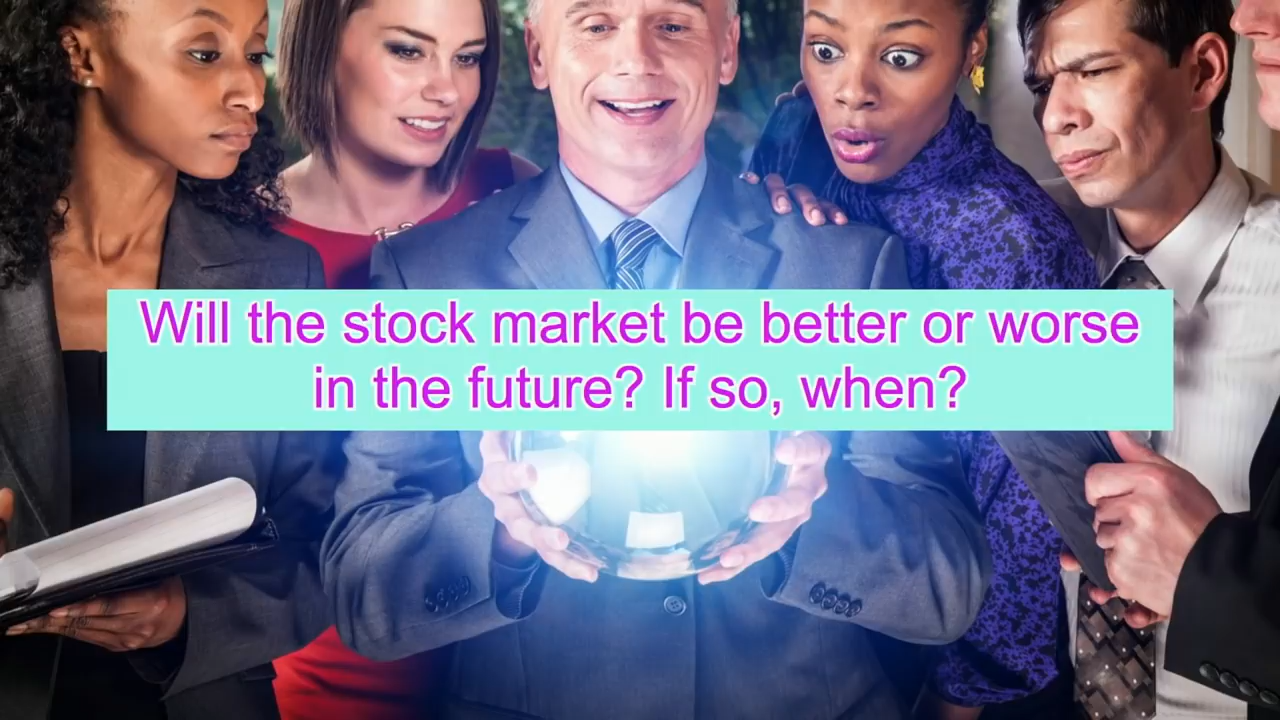 Will the stock market be better or worse
in the future? If so, when?